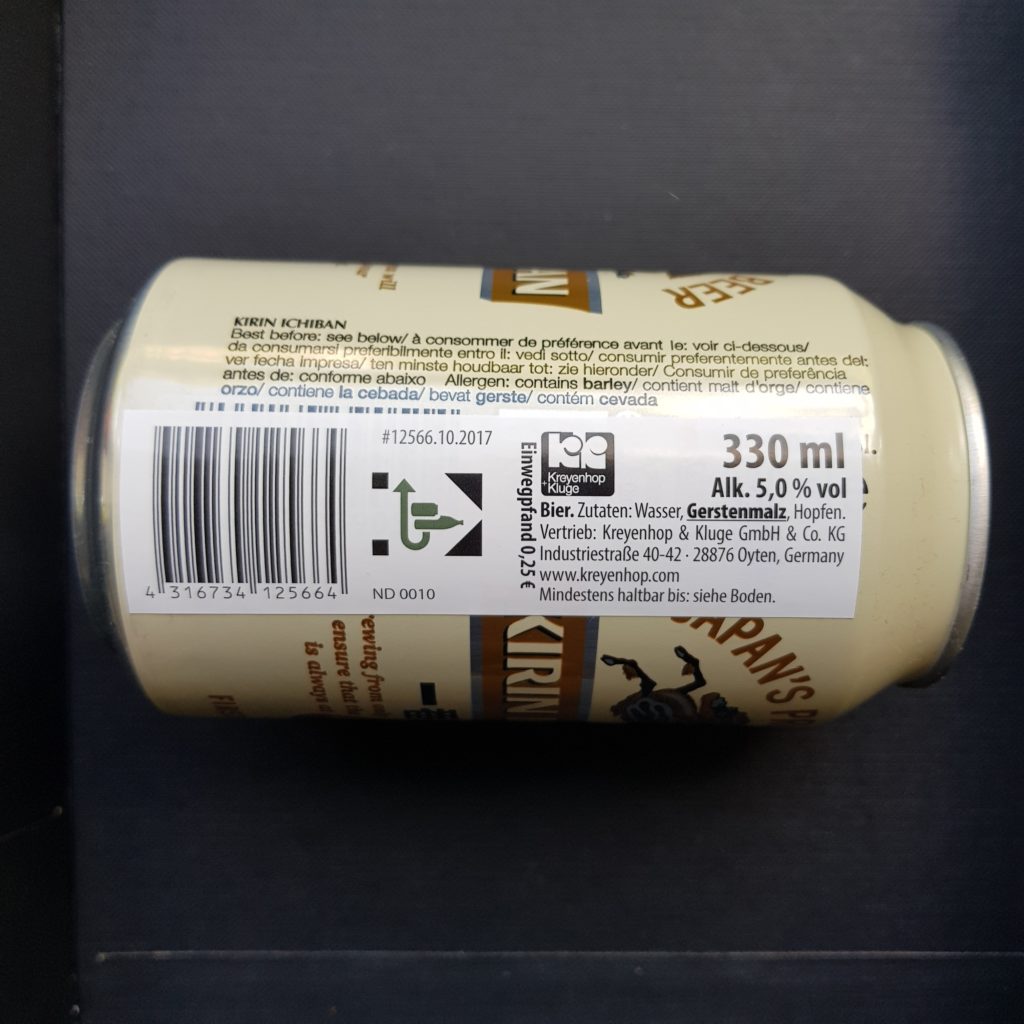 BEER
AN
KIRIN ICHIBAN
Best before: see below/ à consommer de préférence avant le: voir ci-dessous/
da consumarsi preferibilmente entro il: vedi sotto/ consumir preferentemente antes del:
ver fecha impresa/ ten minste houdbaar tot: zie hieronder/ Consumir de preferência
antes de: conforme abaixo Allergen: contains barley/ contient malt d'orge/ contiene
orzo/ contiene la cebada/ bevat gerste/ contém cevada
4 316734 125664
#12566.10.2017
ND 0010
Einwegpfand 0,25 €
Kreyenhop
+Kluge
330 ml
Alk. 5,0 % vol
Bier. Zutaten: Wasser, Gerstenmalz, Hopfen.
Vertrieb: Kreyenhop & Kluge GmbH & Co. KG
Industriestraße 40-42 · 28876 Oyten, Germany
www.kreyenhop.com
Mindestens haltbar bis: siehe Boden.
JAPAN'S
KIRIN
ensure that
is always